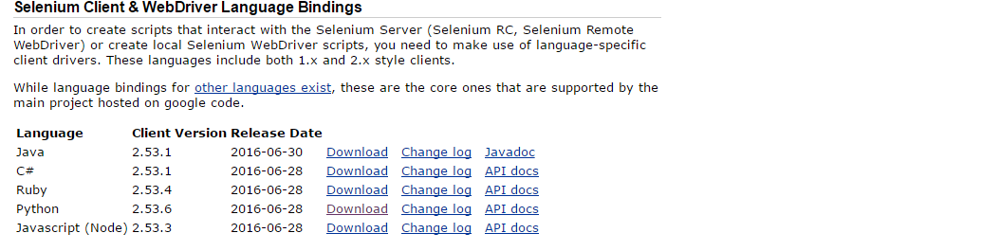 Selenium Client & WebDriver Language Bindings
In order to create scripts that interact with the Selenium Server (Selenium RC, Selenium Remote
WebDriver) or create local Selenium WebDriver scripts, you need to make use of language-specific
client drivers. These languages include both 1.x and 2.x style clients.
While language bindings for other languages exist, these are the core ones that are supported by the
main project hosted on google code.
Language Client Version Release Date
Java 2.53.1 2016-06-30 Download Change log Javadoc
C# 2.53.1 2016-06-28 Download Change log API docs
Ruby 2.53.4 2016-06-28 Download Change log API docs
Python 2.53.6 2016-06-28 Download Change log API docs
Javascript (Node) 2.53.3 2016-06-28 Download Change log API docs